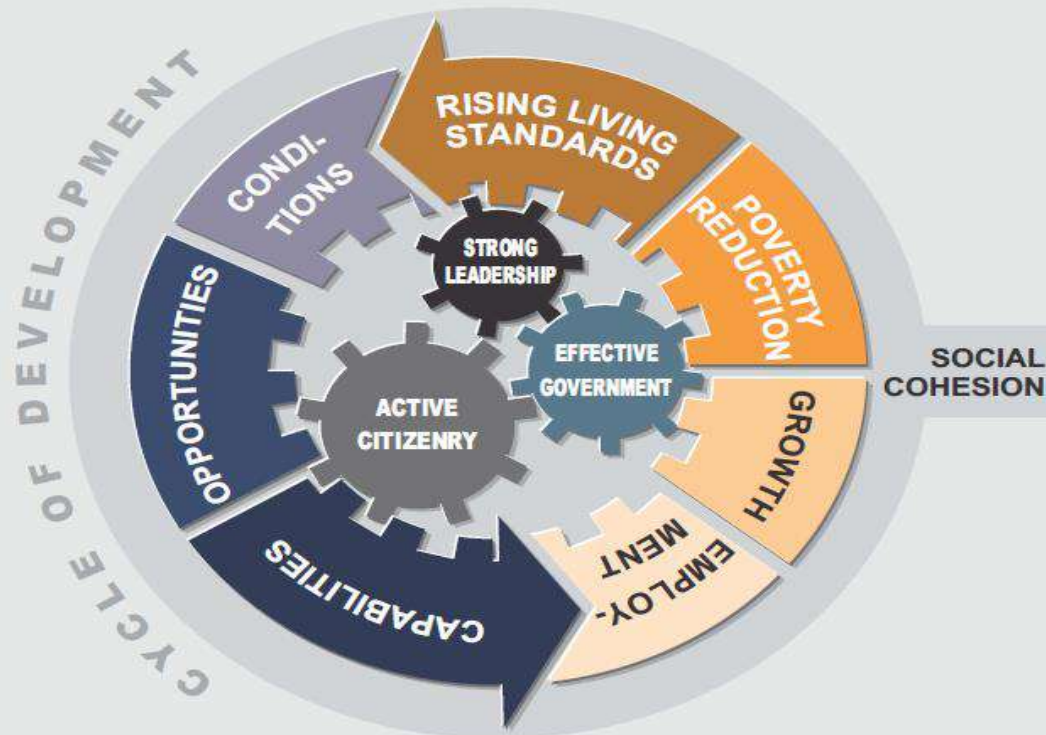 CYCLE OF DEVELOPMENT
RISING LIVING
STANDARDS
CONDI-
TIONS
POVERTY
REDUCTION
STRONG
LEADERSHIP
OPPORTUNITIES
EFFECTIVE
GOVERNMENT
SOCIAL
COHESION
ACTIVE
CITIZENRY
GROWTH
CAPABILITIES
EMPLOY-
MENT